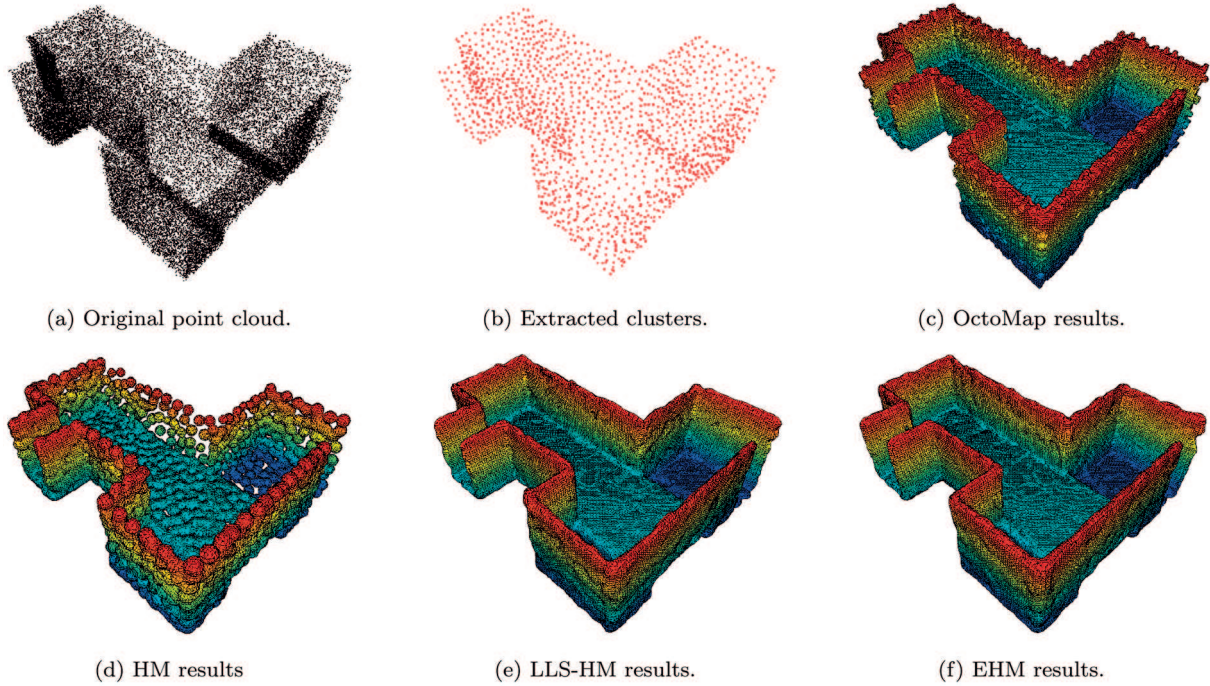 (a) Original point cloud.
(b) Extracted clusters.
(c) OctoMap results.
(d) HM results
(e) LLS-HM results.
(f) EHM results.